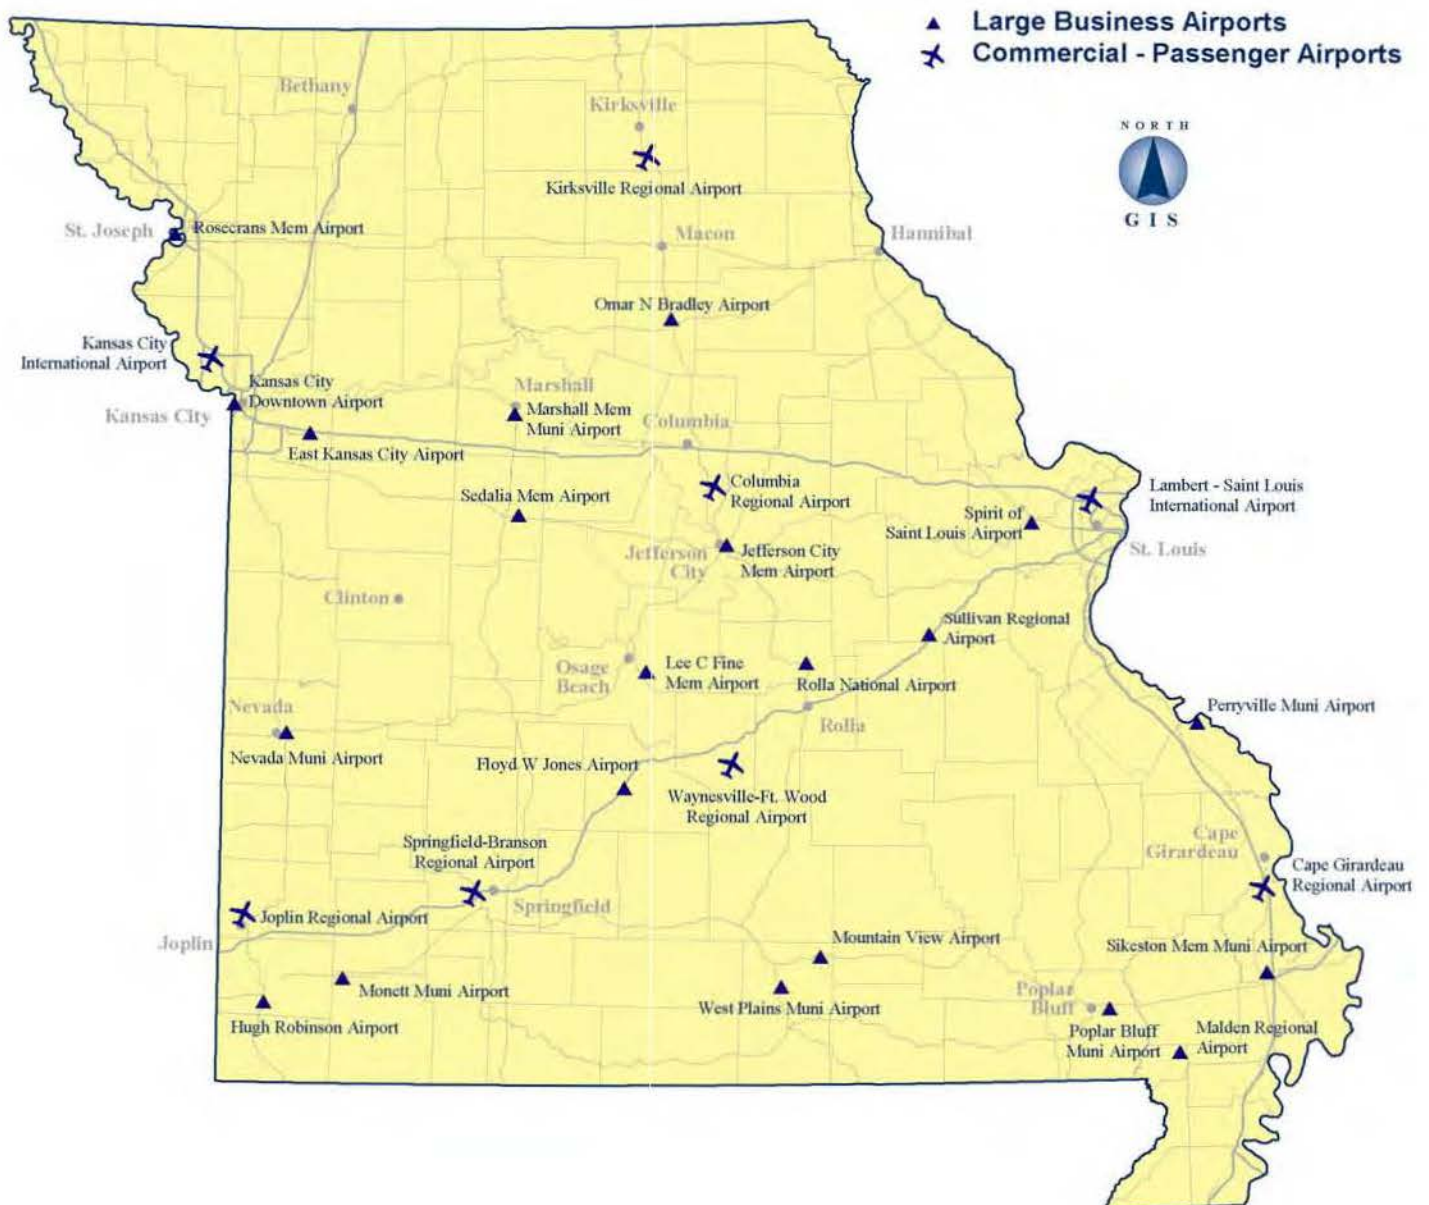 Large Business Airports
Commercial - Passenger Airports
NORTH
GIS
Bethany
Kirksville
Kirksville Regional Airport
St. Joseph
Rosecrans Mem Airport
Macon
Hannibal
Omar N Bradley Airport
Kansas City
International Airport
Kansas City
Downtown Airport
Kansas City
East Kansas City Airport
Marshall
Marshall Mem
Muni Airport
Columbia
Sedalia Mem Airport
Columbia
Regional Airport
Lambert - Saint Louis
International Airport
Spirit of
Saint Louis Airport
St. Louis
Jefferson
City
Jefferson City
Mem Airport
Clinton
Sullivan Regional
Airport
Osage
Beach
Lee C Fine
Mem Airport
Rolla National Airport
Rolla
Perryville Muni Airport
Nevada
Nevada Muni Airport
Floyd W Jones Airport
Waynesville-Ft. Wood
Regional Airport
Springfield-Branson
Regional Airport
Springfield
Cape
Girardeau
Cape Girardeau
Regional Airport
Joplin Regional Airport
Joplin
Mountain View Airport
Sikeston Mem Muni Airport
Monett Muni Airport
West Plains Muni Airport
Hugh Robinson Airport
Poplar
Bluff
Poplar Bluff
Muni Airport
Malden Regional
Airport